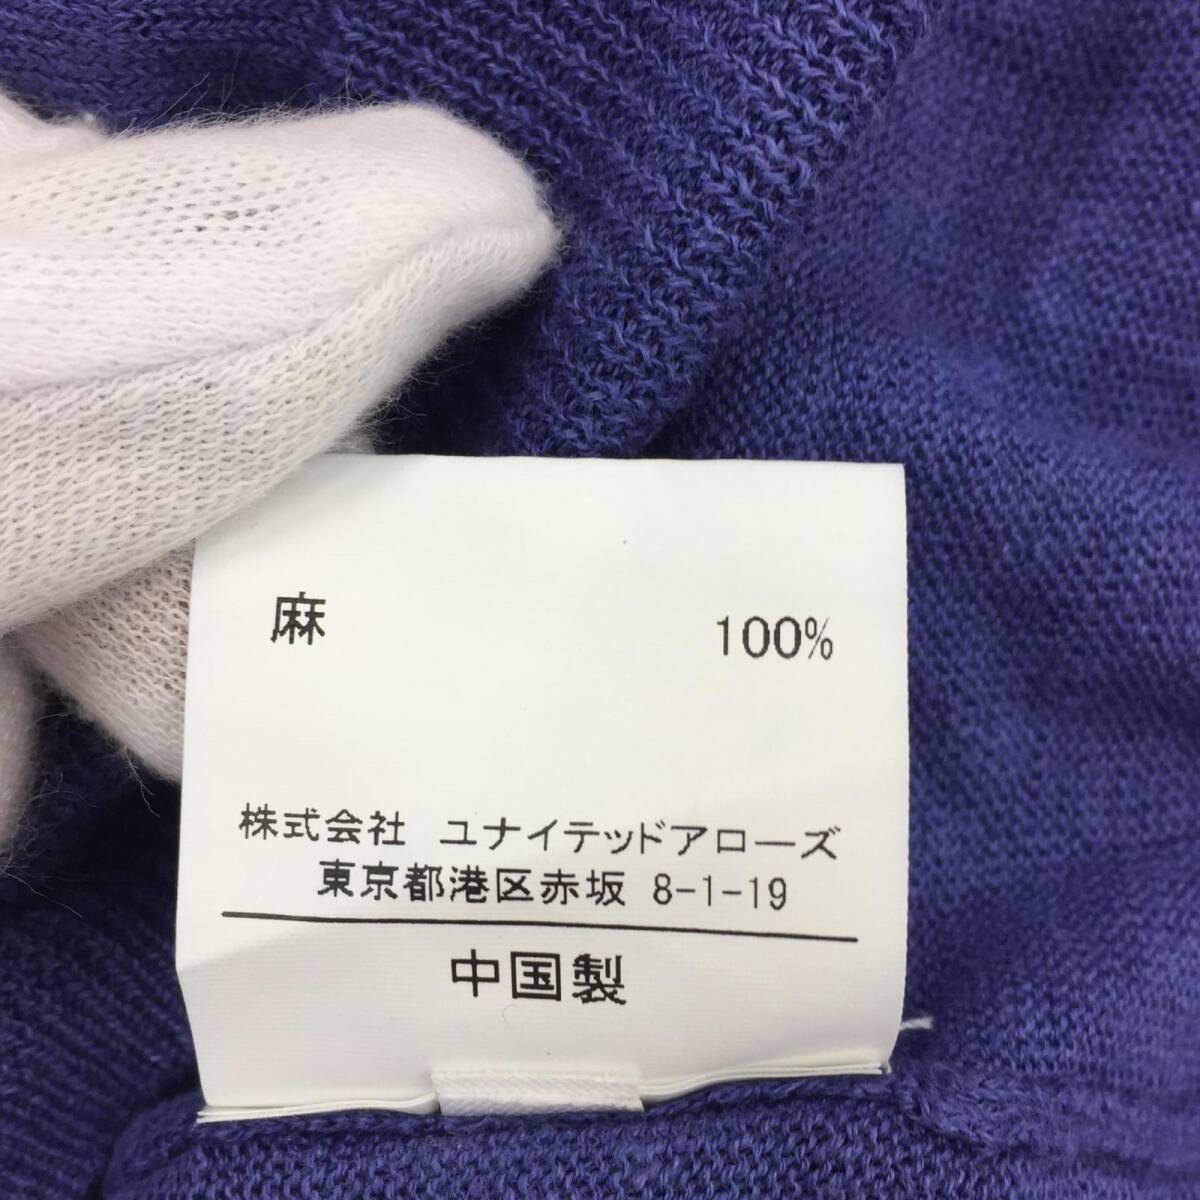 麻 100%
株式会社 ユナイテッドアローズ
東京都港区赤坂 8-1-19
中国製